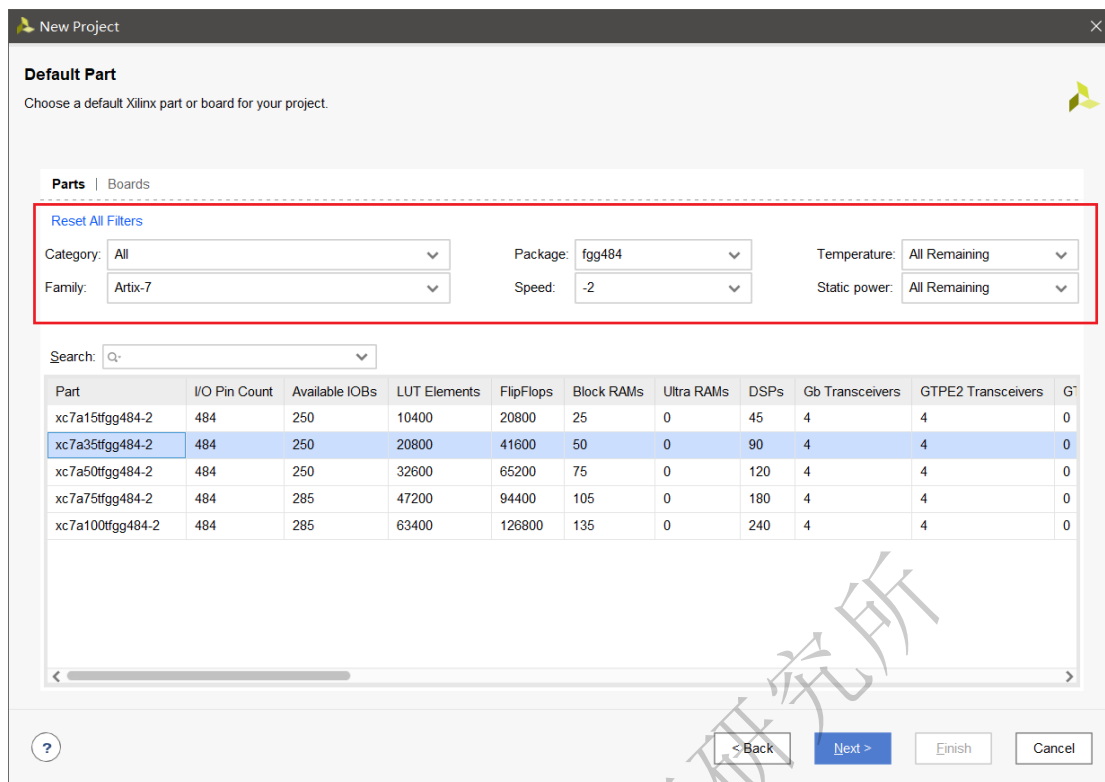 New Project
Default Part
Choose a default Xilinx part or board for your project.
Parts | Boards
Reset All Filters
Category: All Package: fgg484 Temperature: All Remaining
Family: Artix-7 Speed: -2 Static power: All Remaining
Search: Q-
Part I/O Pin Count Available IOBs LUT Elements FlipFlops Block RAMs Ultra RAMs DSPs Gb Transceivers GTPE2 Transceivers GT
xc7a15tfgg484-2 484 250 10400 20800 25 0 45 4 4 0
xc7a35tfgg484-2 484 250 20800 41600 50 0 90 4 4 0
xc7a50tfgg484-2 484 250 32600 65200 75 0 120 4 4 0
xc7a75tfgg484-2 484 285 47200 94400 105 0 180 4 4 0
xc7a100tfgg484-2 484 285 63400 126800 135 0 240 4 4 0
? < Back Next > Finish Cancel
研究所